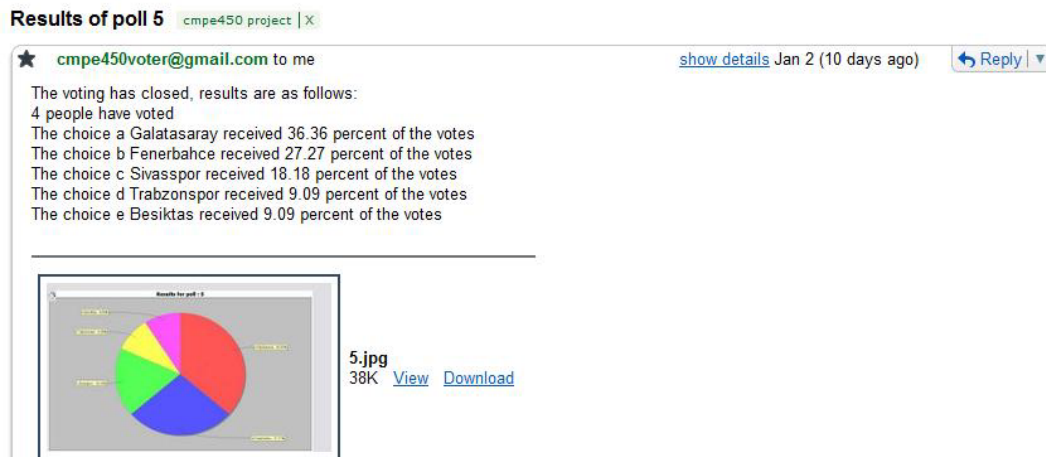 Results of poll 5 cmpe450 project | X
cmpe450voter@gmail.com to me show details Jan 2 (10 days ago) Reply
The voting has closed, results are as follows:
4 people have voted
The choice a Galatasaray received 36.36 percent of the votes
The choice b Fenerbahce received 27.27 percent of the votes
The choice c Sivasspor received 18.18 percent of the votes
The choice d Trabzonspor received 9.09 percent of the votes
The choice e Besiktas received 9.09 percent of the votes
Results for poll : 5
5.jpg
38K View Download